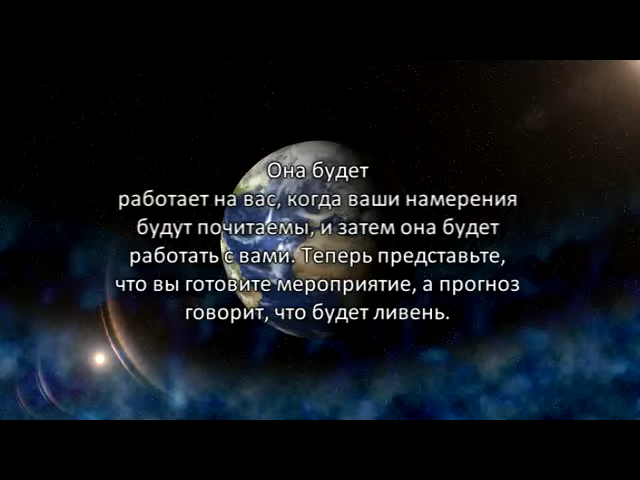 Она будет
работает на вас, когда ваши намерения
будут почитаемы, и затем она будет
работать с вами. Теперь представьте,
что вы готовите мероприятие, а прогноз
говорит, что будет ливень.